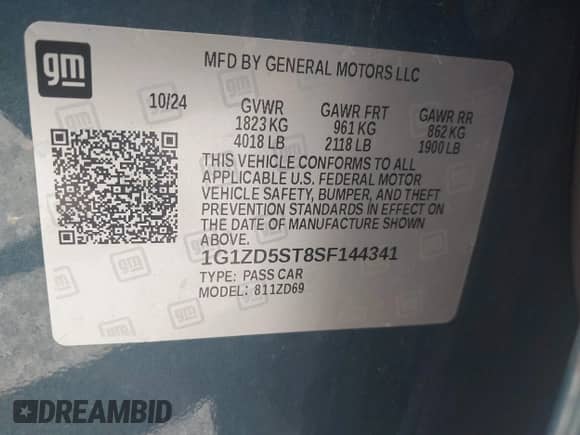 gm
MFD BY GENERAL MOTORS LLC
10/24 GVWR GAWR FRT GAWR RR
1823 KG 961 KG 862 KG
4018 LB 2118 LB 1900 LB
THIS VEHICLE CONFORMS TO ALL
APPLICABLE U.S. FEDERAL MOTOR
VEHICLE SAFETY, BUMPER, AND THEFT
PREVENTION STANDARDS IN EFFECT ON
THE DATE OF MANUFACTURE SHOWN
ABOVE.
1G1ZD5ST8SF144341
TYPE: PASS CAR
MODEL: 811ZD69
DREAMBID